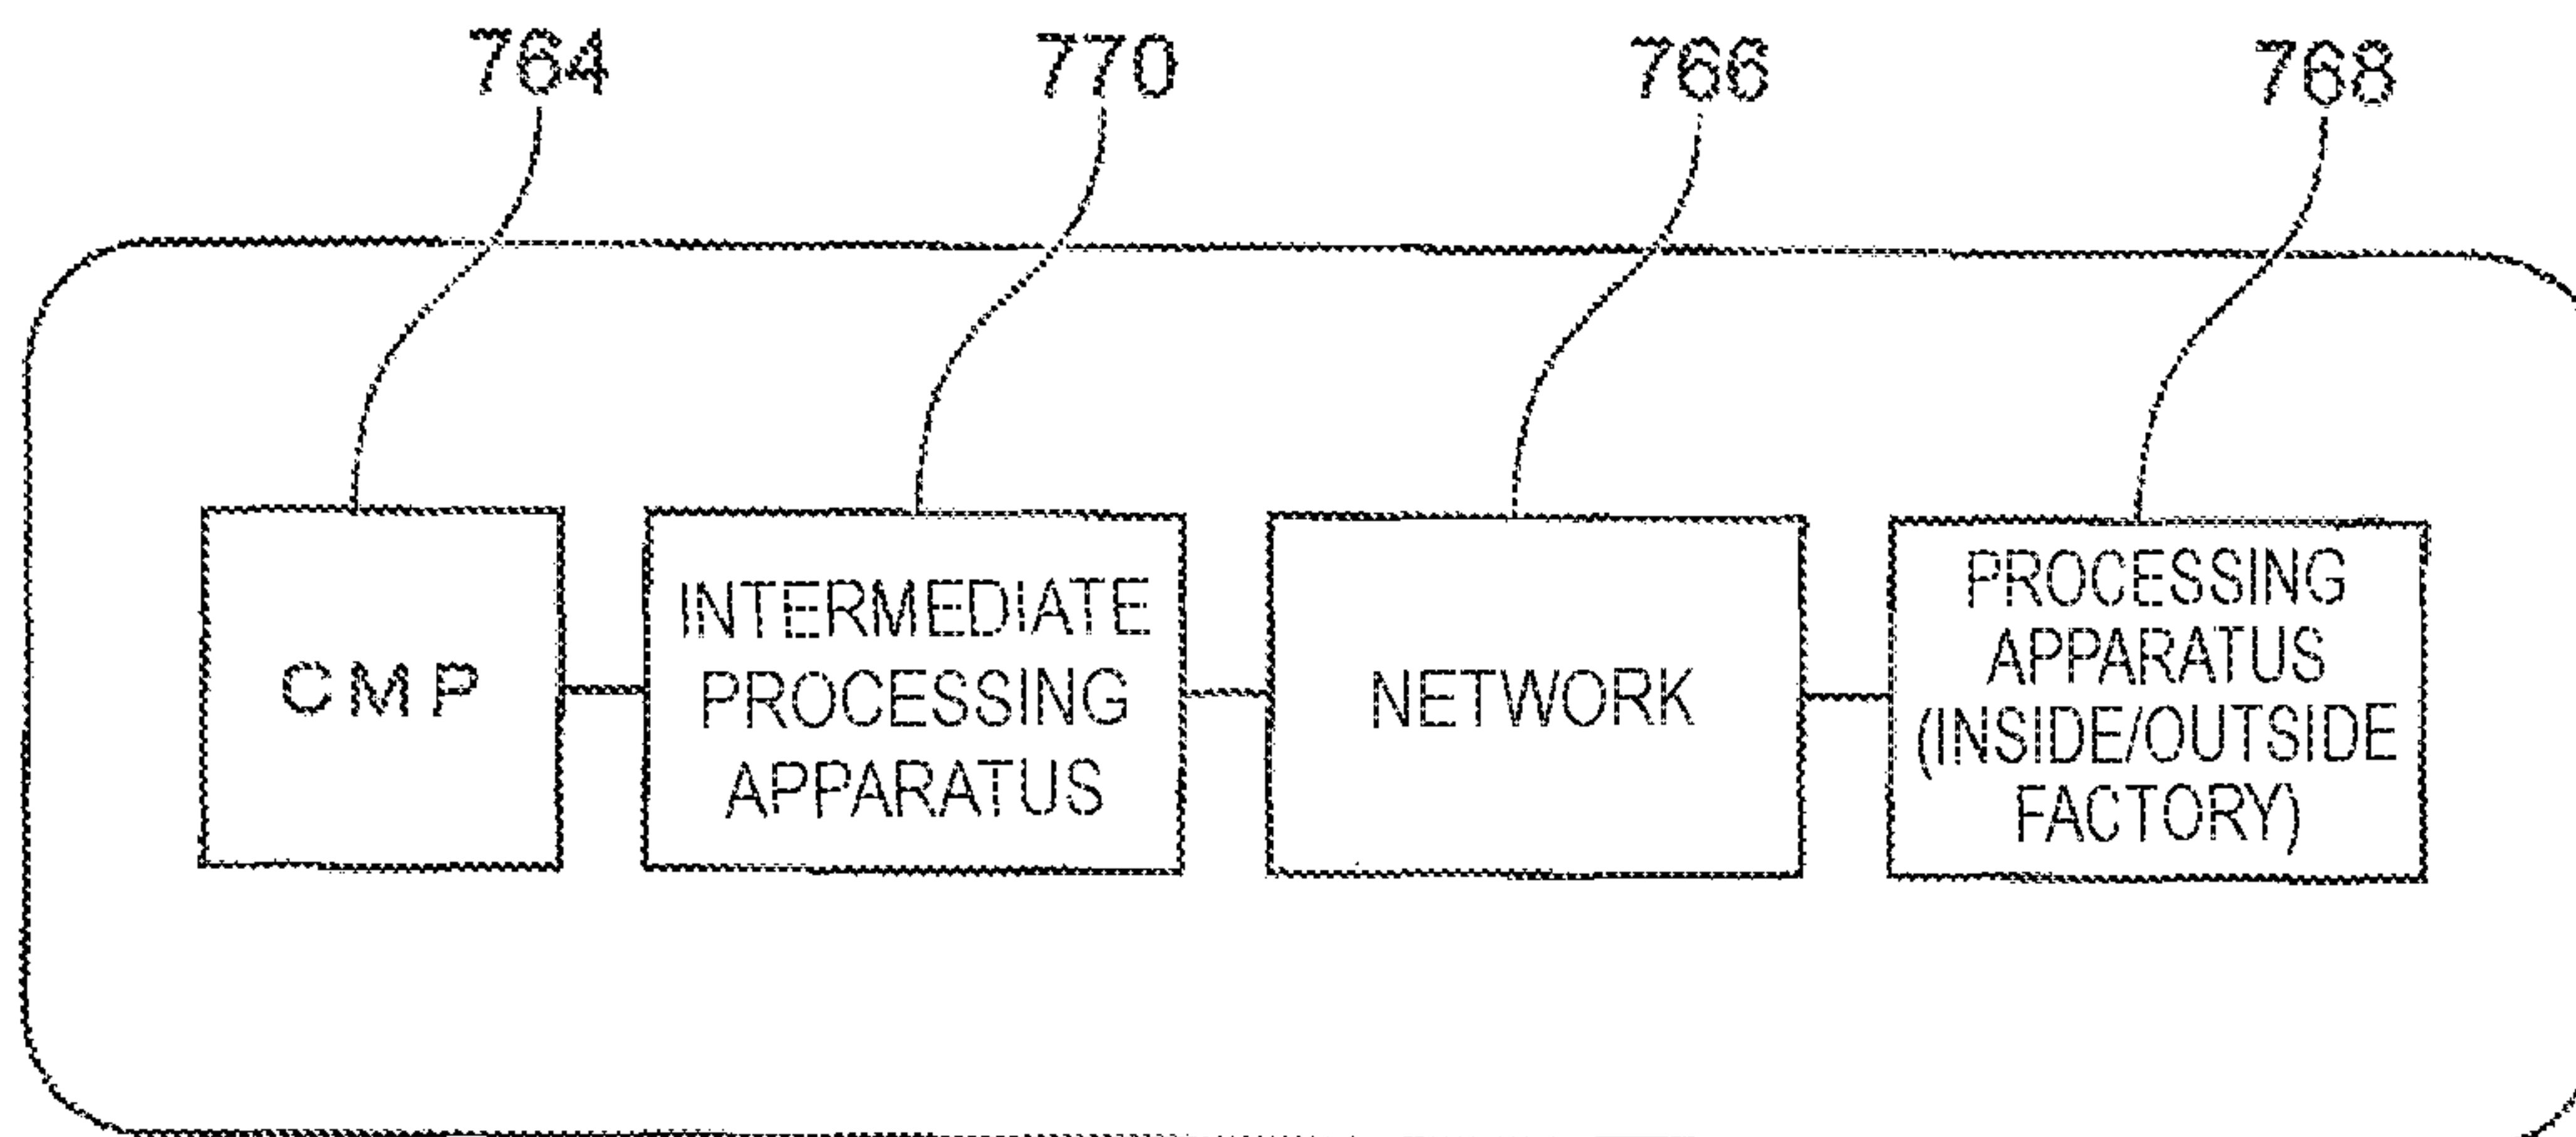 764 770 766 768
CMP
INTERMEDIATE
PROCESSING
APPARATUS
NETWORK
PROCESSING
APPARATUS
(INSIDE/OUTSIDE
FACTORY)